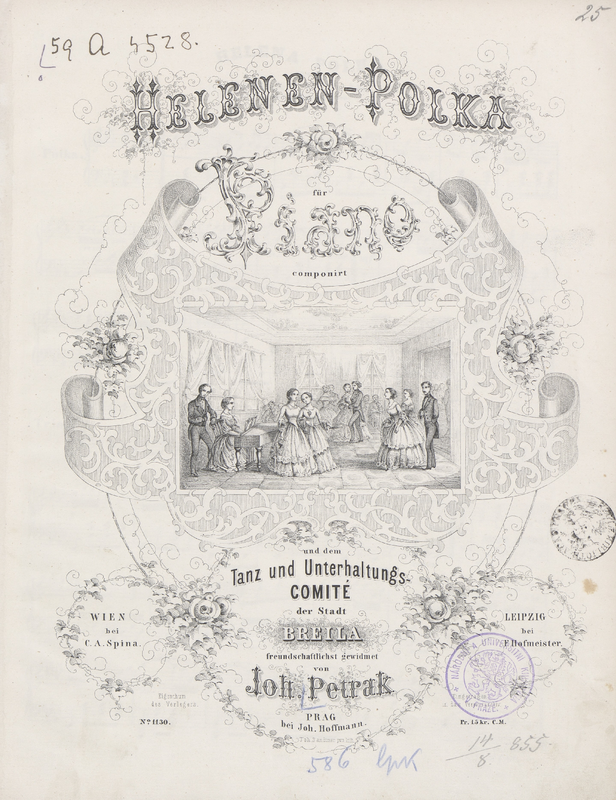 25
59 A 4528.
HELENEN-POLKA
für
Piano
componirt
und dem
Tanz und Unterhaltungs-
COMITÉ
der Stadt
BREILA
freundschaftlichst gewidmet
von
Joh. Petrak
WIEN
bei
C.A. Spina.
LEIPZIG
bei
F. Hofmeister.
Eigenthum
des Verlegers.
PRAG
bei Joh. Hoffmann.
No. 1130.
Pr. 45 kr. C.M.
586
14/8 855.